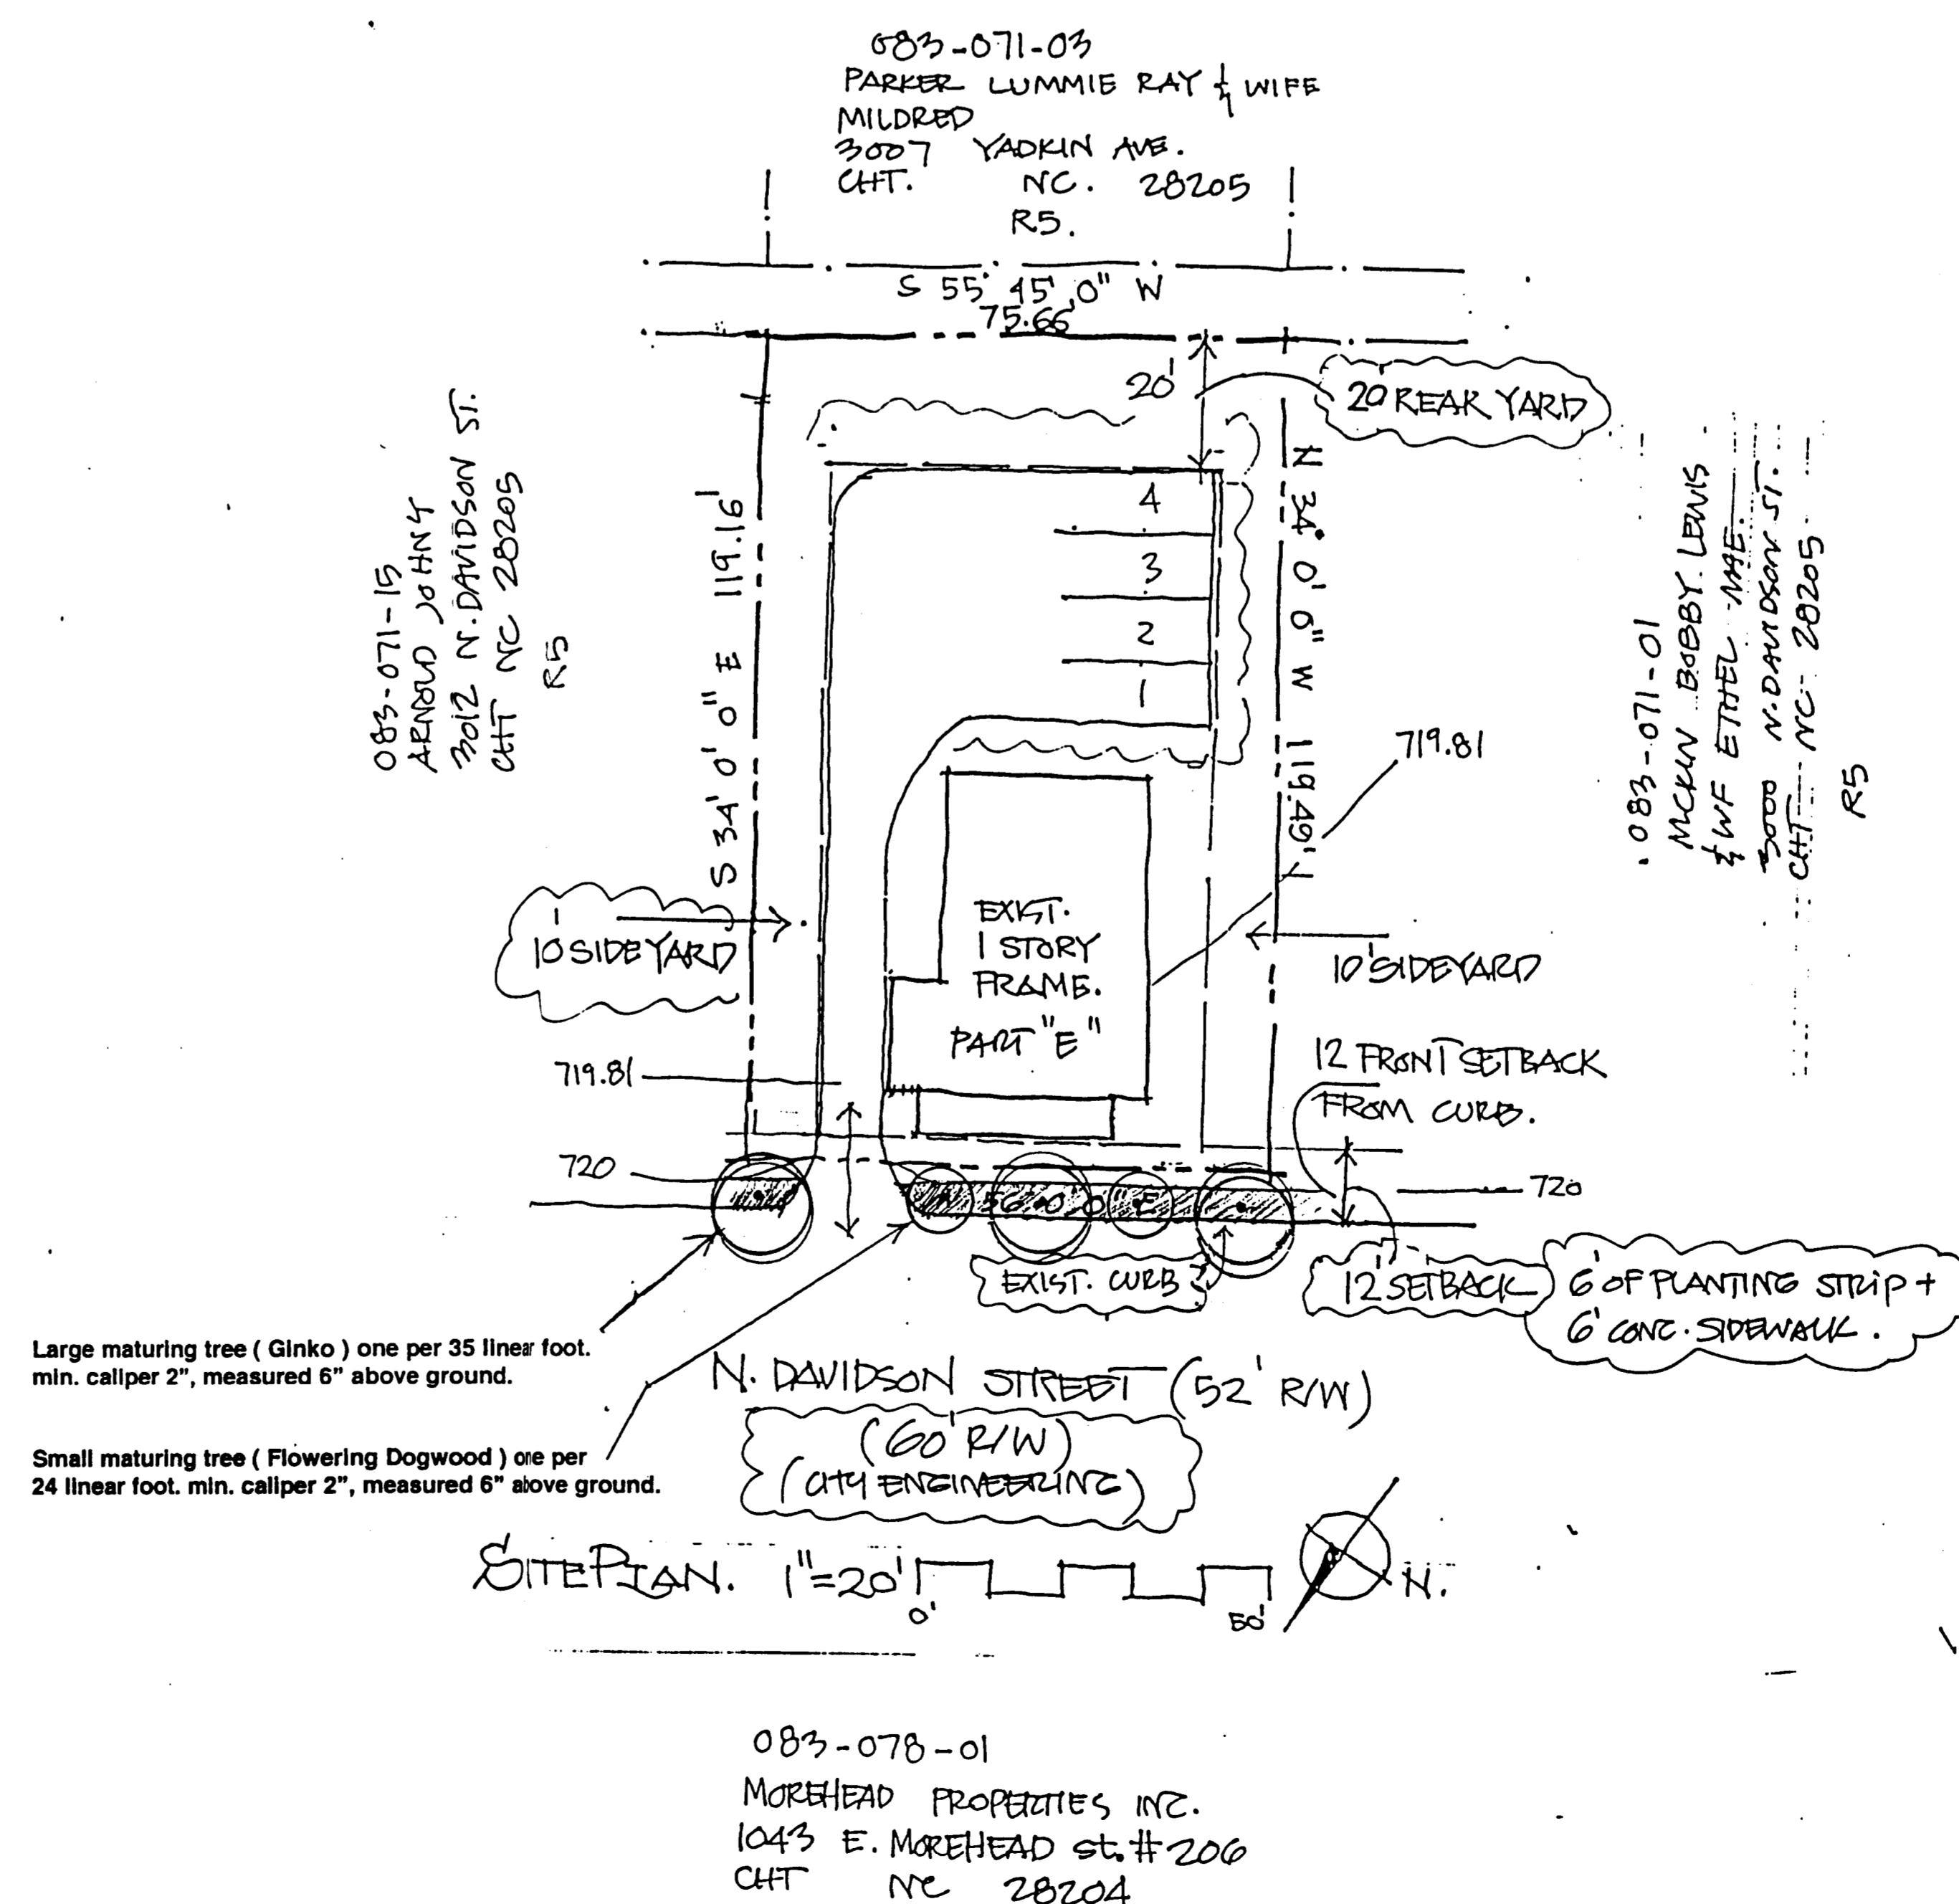 083-071-03
PARKER LUMMIE RAY & WIFE
MILDRED
3007 YADKIN AVE.
CHT. NC. 28205
R5.
S 55° 45' 0" W
75.66'
20'
20' REAR YARD
083-071-15
ARNOLD JOHN Y
3012 N. DAVIDSON ST.
CHT NC 28205
R5
S 34' 0' 0" E 119.16'
4
3
2
1
N 34° 0' 0" W 119.49'
719.81
083-071-01
BOBBY LEWIS
& WF ETHEL MAE.
3000 N. DAVIDSON ST.
CHT NC 28205
R5
10' SIDEYARD
EXIST.
1 STORY
FRAME.
PART "E"
10' SIDEYARD
719.81
12 FRONT SETBACK
FROM CURB.
720
720
EXIST. CURB
12' SETBACK
6' OF PLANTING STRIP +
6' CONC. SIDEWALK.
Large maturing tree ( Ginko ) one per 35 linear foot.
min. caliper 2", measured 6" above ground.
Small maturing tree ( Flowering Dogwood ) one per
24 linear foot. min. caliper 2", measured 6" above ground.
N. DAVIDSON STREET (52' R/W)
(60' R/W)
(CITY ENGINEERING)
SITE PLAN. 1"=20'
0'
50'
N.
083-078-01
MOREHEAD PROPERTIES INC.
1043 E. MOREHEAD St. #206
CHT NC 28204